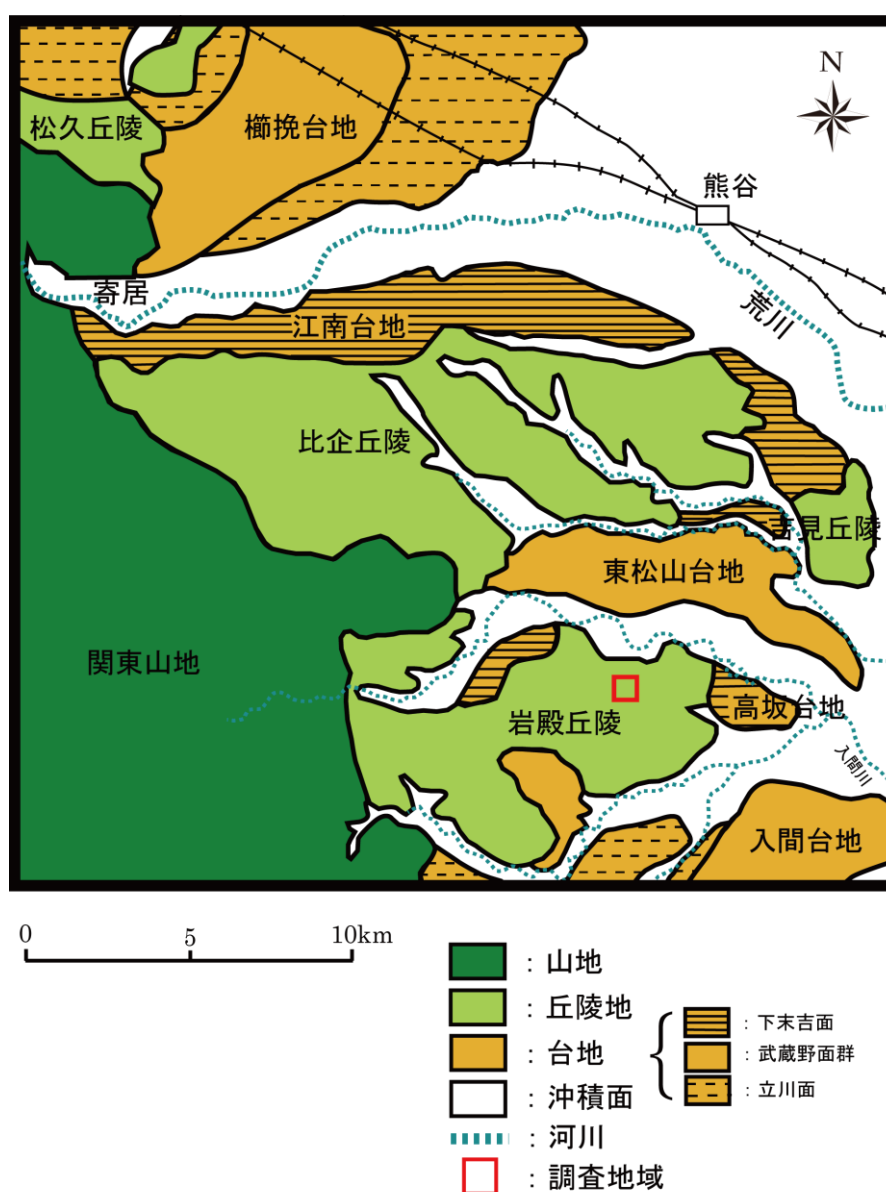 N
松久丘陵
櫛挽台地
熊谷
寄居
荒川
江南台地
比企丘陵
吉見丘陵
東松山台地
関東山地
岩殿丘陵
高坂台地
入間川
入間台地
0 5 10km
：山地
：丘陵地
：台地
：下末吉面
：武蔵野面群
：立川面
：沖積面
：河川
：調査地域